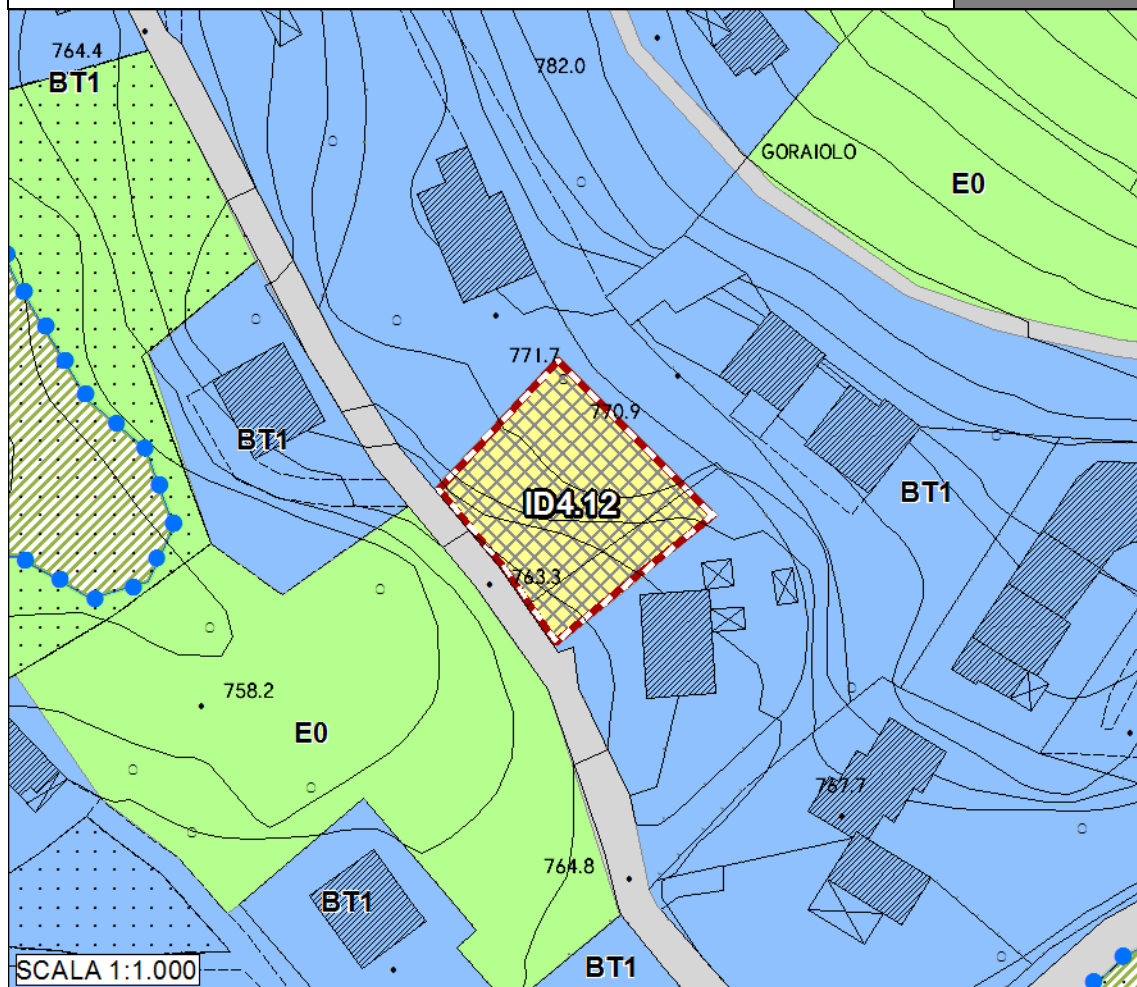 764.4
BT1
782.0
GORAIOLO
E0
771.7
770.9
BT1
BT1
ID4.12
763.3
758.2
E0
767.7
764.8
BT1
BT1
SCALA 1:1.000